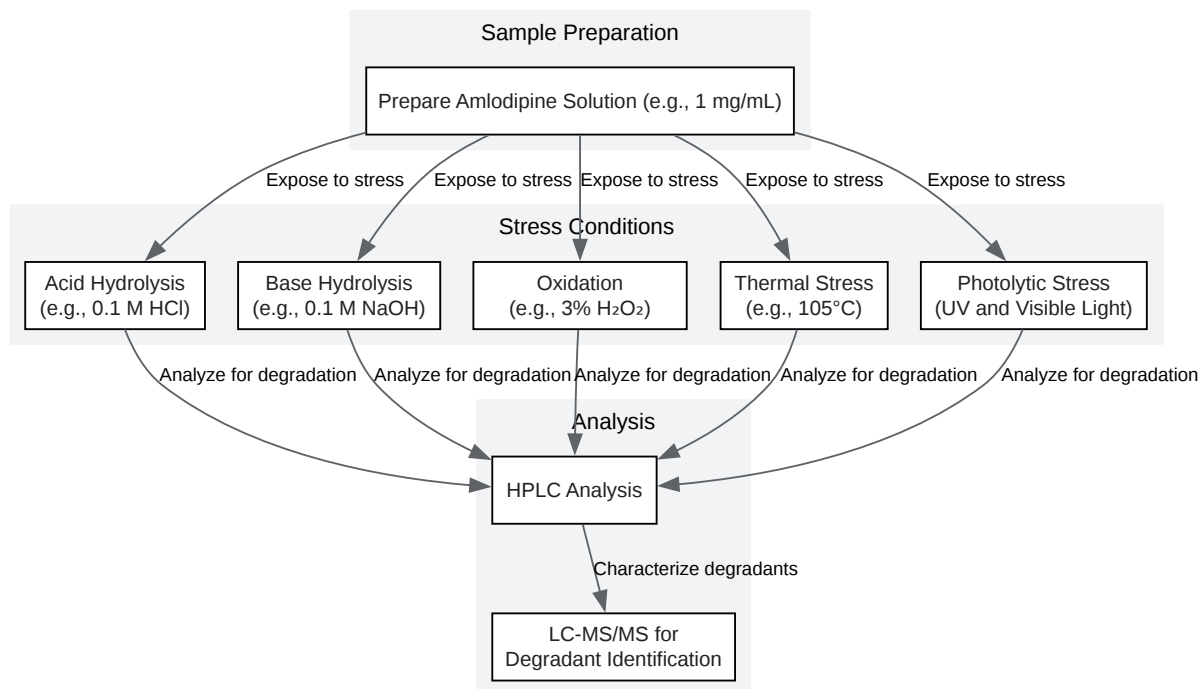 Sample Preparation
Prepare Amlodipine Solution (e.g., 1 mg/mL)
Expose to stress
Expose to stress
Expose to stress
Expose to stress
Expose to stress
Stress Conditions
Acid Hydrolysis
(e.g., 0.1 M HCl)
Base Hydrolysis
(e.g., 0.1 M NaOH)
Oxidation
(e.g., 3% H₂O₂)
Thermal Stress
(e.g., 105°C)
Photolytic Stress
(UV and Visible Light)
Analyze for degradation
Analyze for degradation
Analyze for degradation
Analyze for degradation
Analyze for degradation
Analysis
HPLC Analysis
Characterize degradants
LC-MS/MS for
Degradant Identification